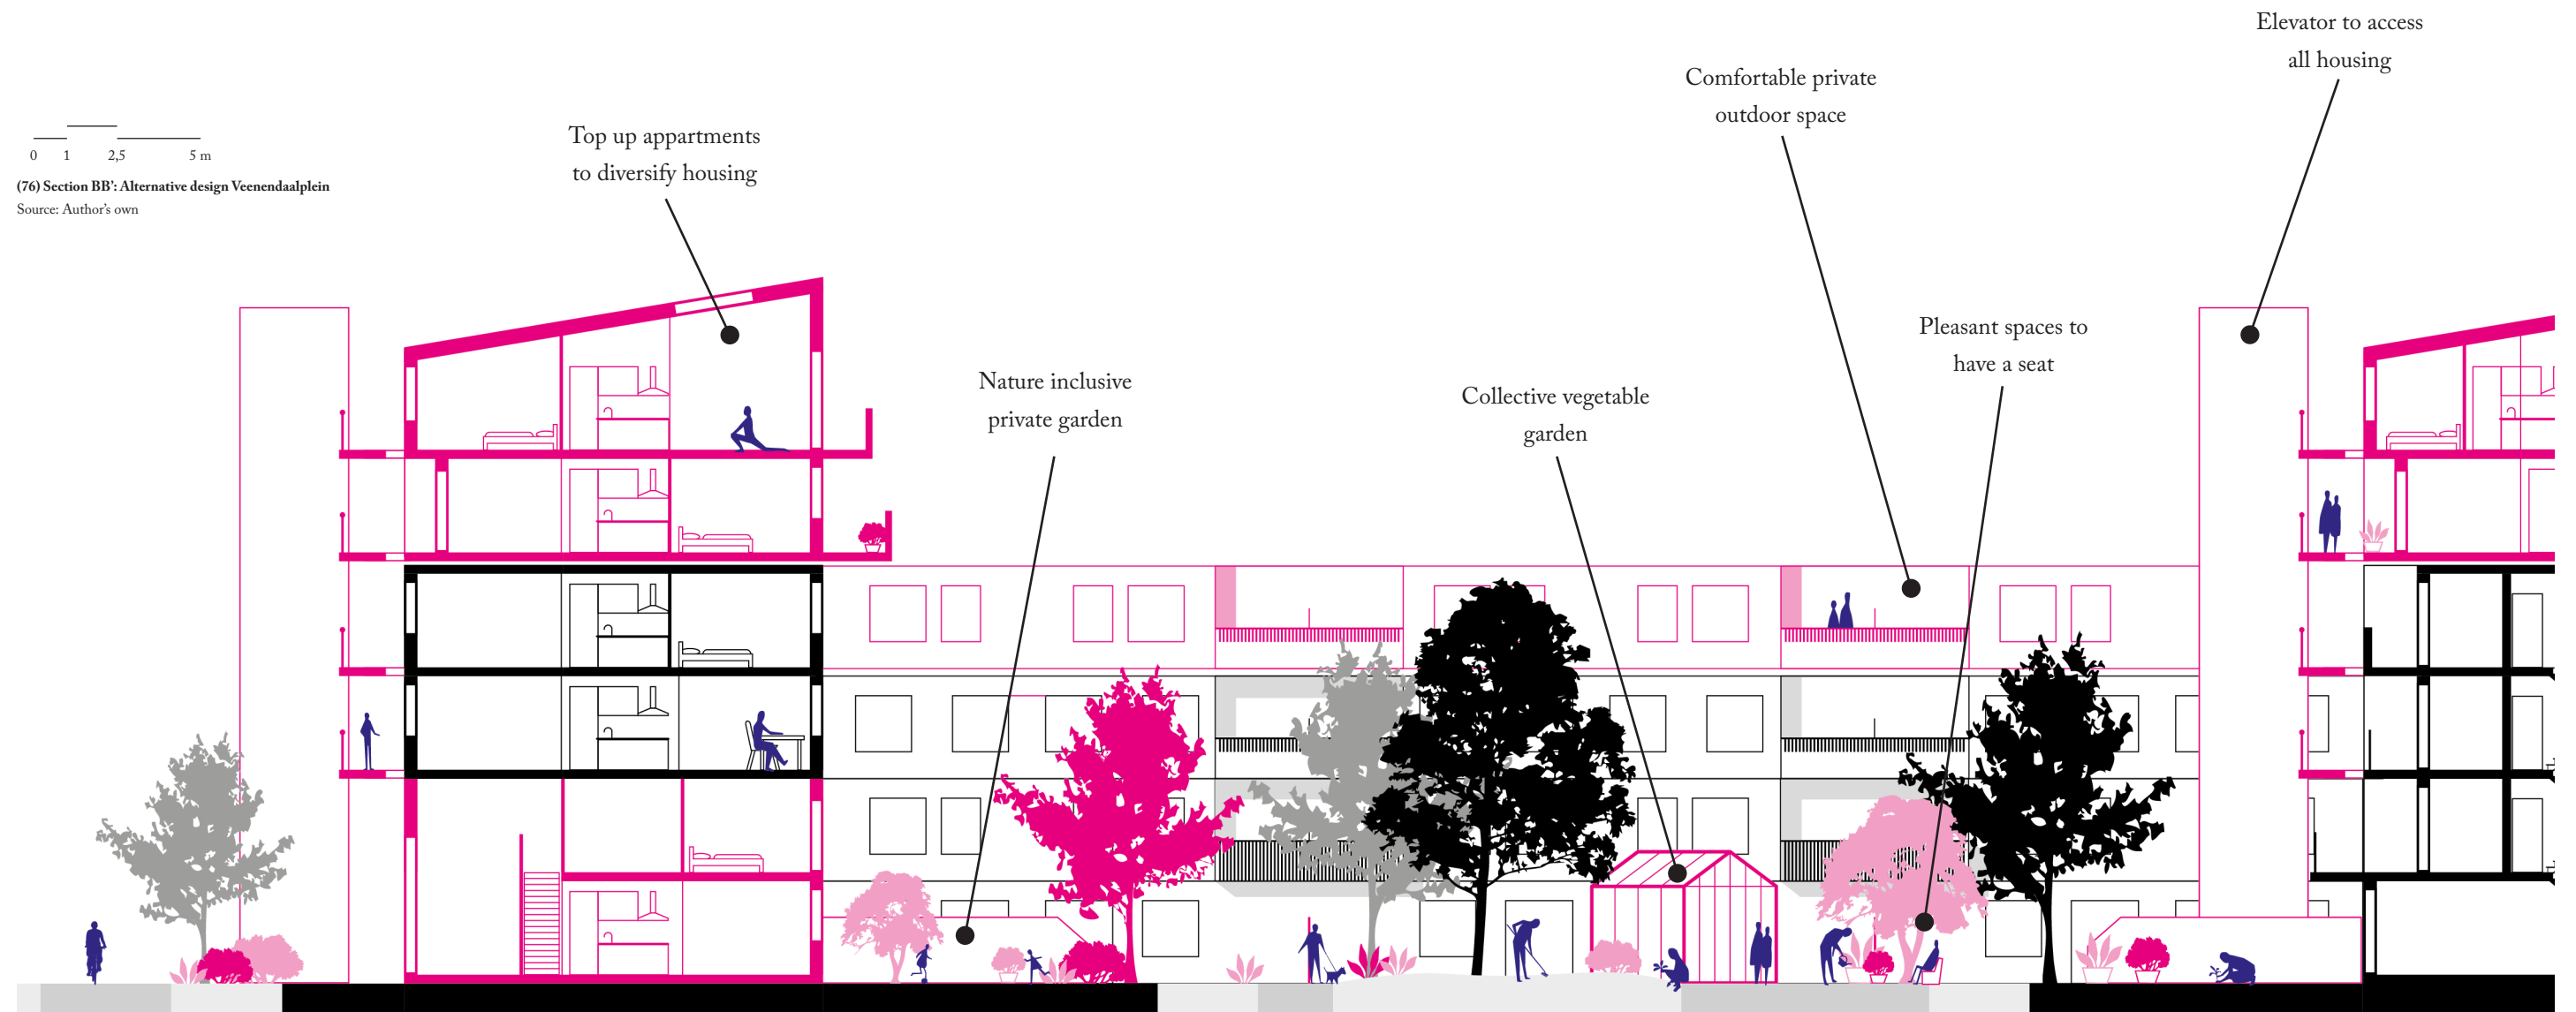 Elevator to access
all housing
Comfortable private
outdoor space
Top up appartments
to diversify housing
0 1 2,5 5 m
(76) Section BB’: Alternative design Veenendaalplein
Source: Author’s own
Pleasant spaces to
have a seat
Nature inclusive
private garden
Collective vegetable
garden